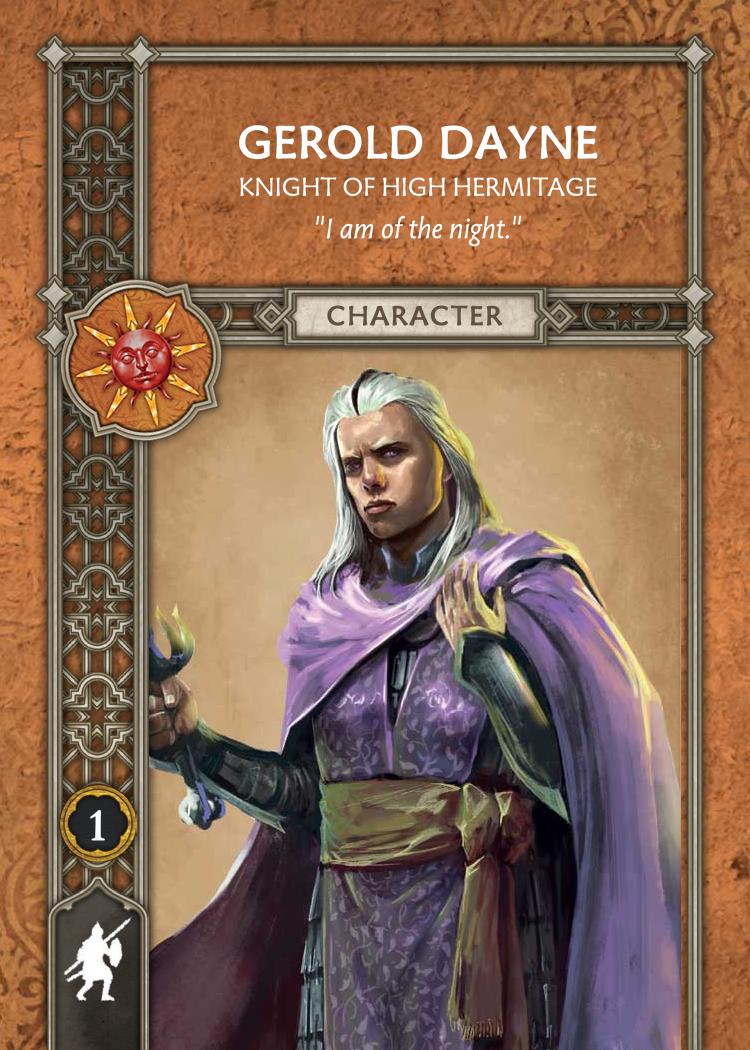 GEROLD DAYNE
KNIGHT OF HIGH HERMITAGE
"I am of the night."
CHARACTER
1